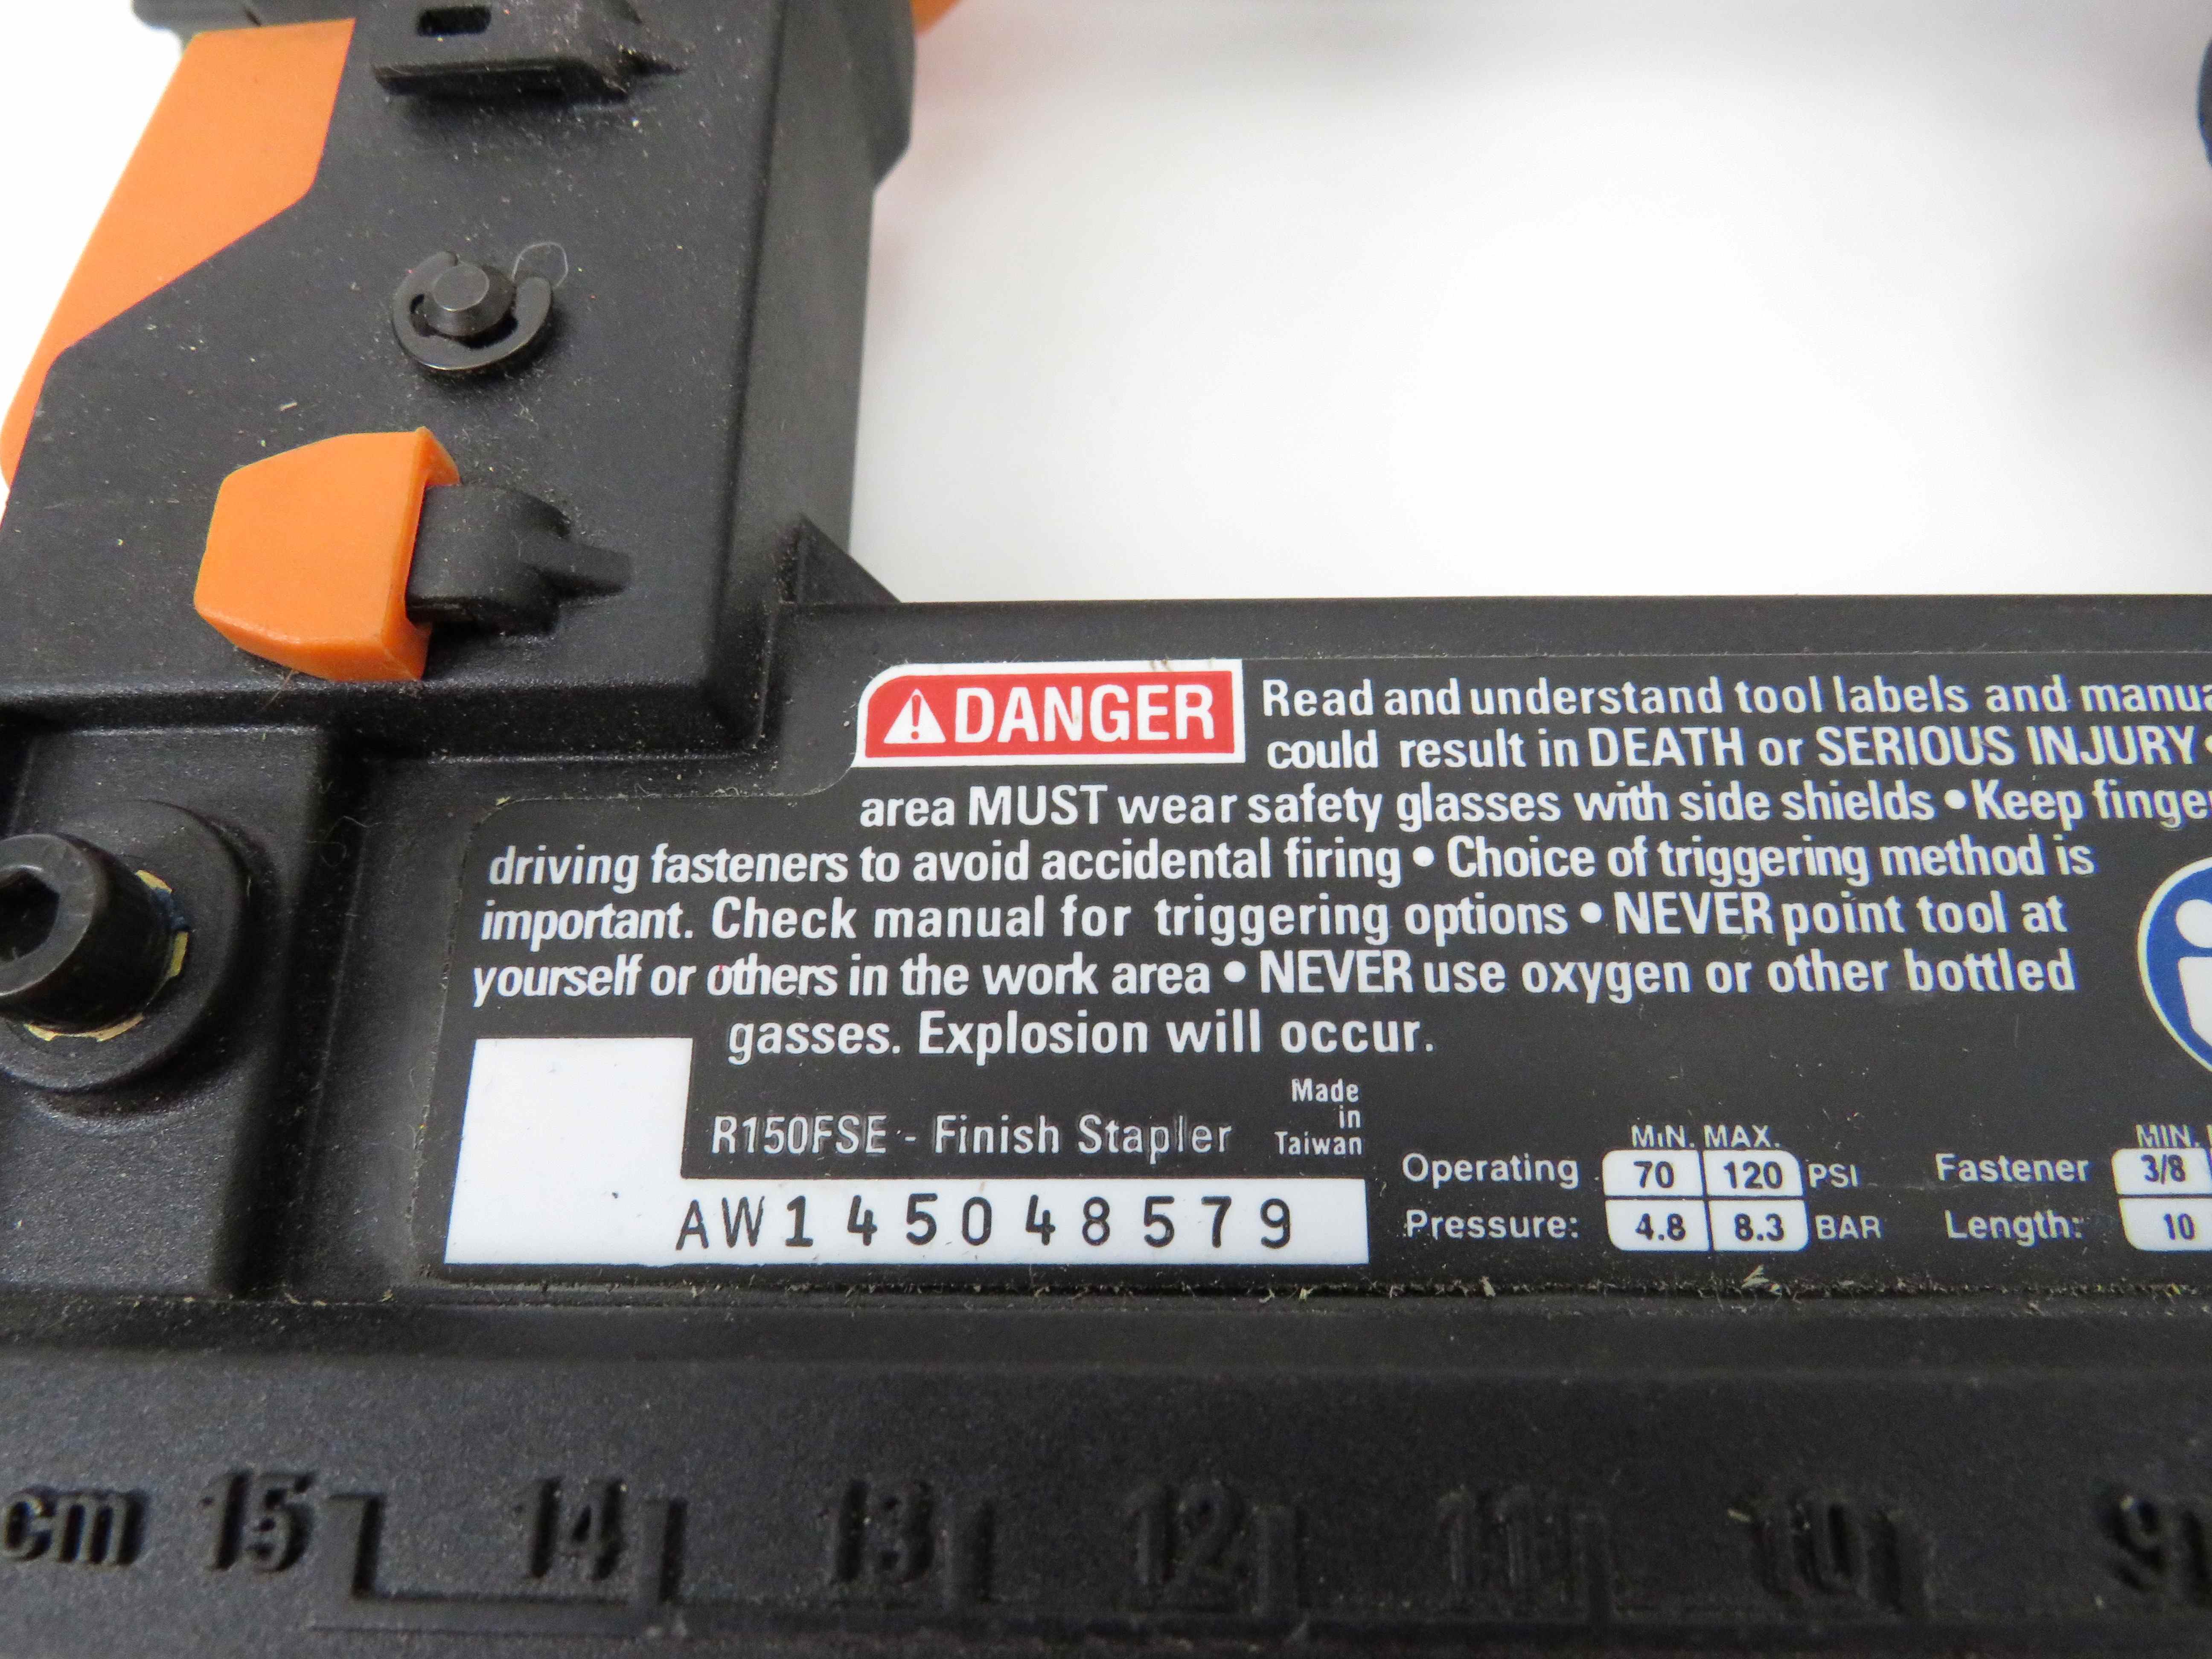 DANGER Read and understand tool labels and manua
could result in DEATH or SERIOUS INJURY •
area MUST wear safety glasses with side shields • Keep finger
driving fasteners to avoid accidental firing • Choice of triggering method is
important. Check manual for triggering options • NEVER point tool at
yourself or others in the work area • NEVER use oxygen or other bottled
gasses. Explosion will occur.
R150FSE - Finish Stapler Made in Taiwan
AW145048579
MIN. MAX.
Operating 70 120 PSI
Pressure: 4.8 8.3 BAR
MIN.
Fastener 3/8
Length: 10
cm 15 14 13 12 11 10 9